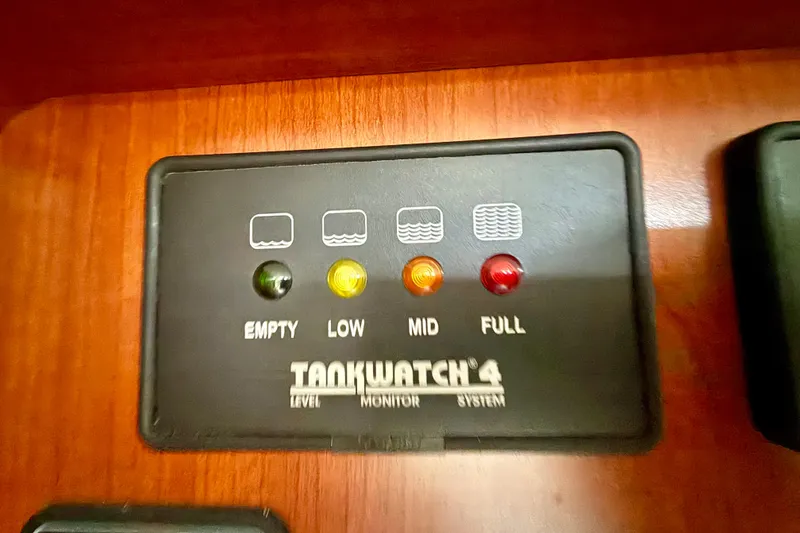 EMPTY LOW MID FULL
TANKWATCH® 4
LEVEL MONITOR SYSTEM